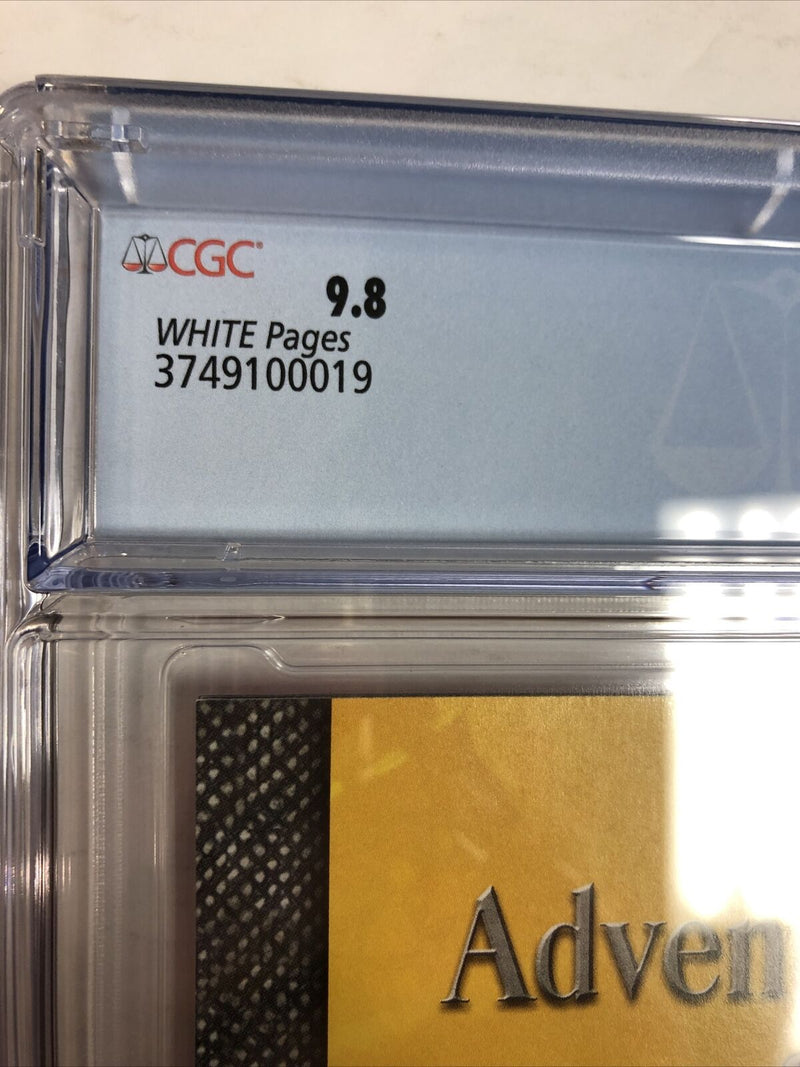 CGC®
9.8
WHITE Pages
3749100019
Adven